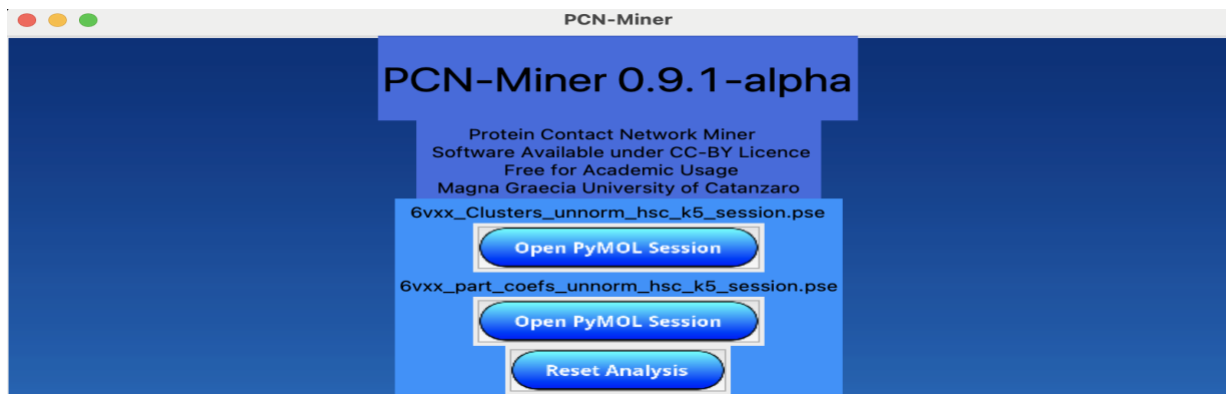 PCN-Miner
PCN-Miner 0.9.1-alpha
Protein Contact Network Miner
Software Available under CC-BY Licence
Free for Academic Usage
Magna Graecia University of Catanzaro
6vxx_Clusters_unnorm_hsc_k5_session.pse
Open PyMOL Session
6vxx_part_coefs_unnorm_hsc_k5_session.pse
Open PyMOL Session
Reset Analysis